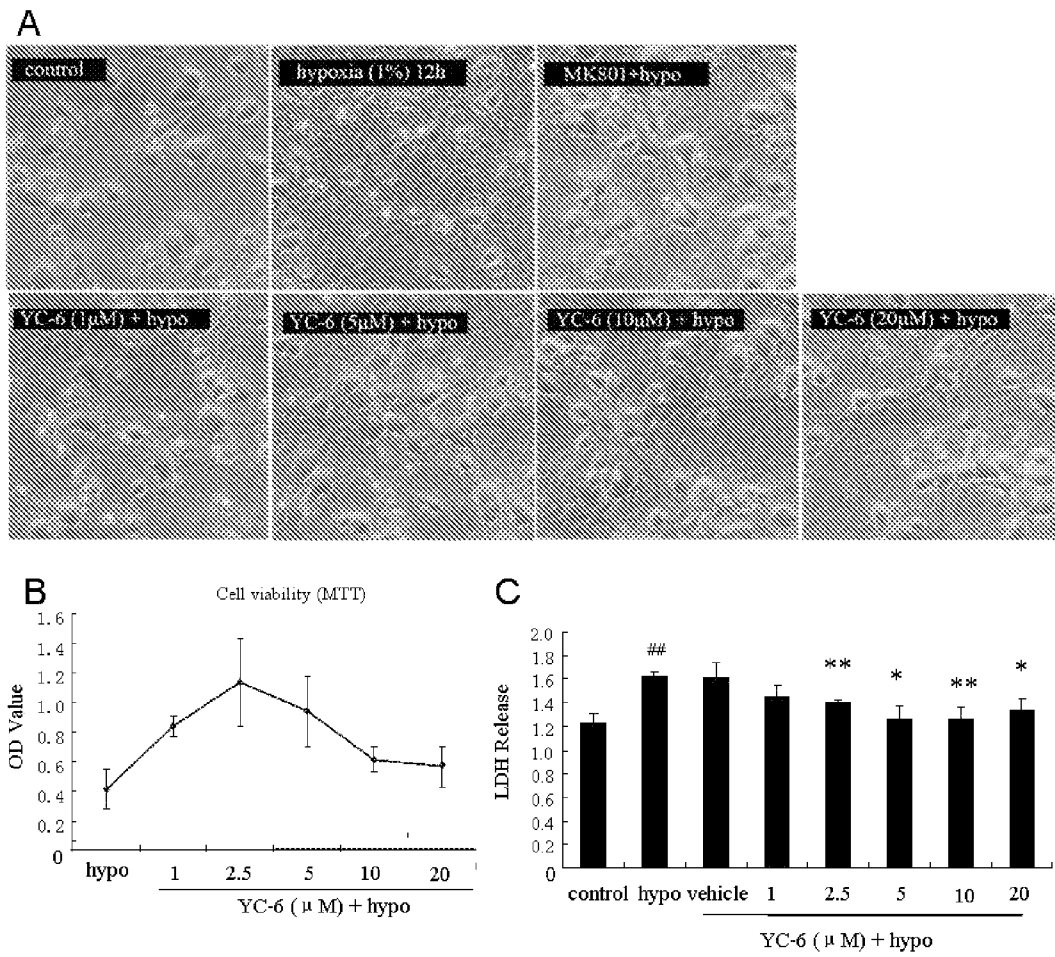 A
control
hypoxia (1%) 12h
MK801+hypo
YC-6 (1μM) + hypo
YC-6 (5μM) + hypo
YC-6 (10μM) + hypo
YC-6 (20μM) + hypo
B
Cell viability (MTT)
OD Value
1.6
1.4
1.2
1.0
0.8
0.6
0.4
0.2
0
hypo 1 2.5 5 10 20
YC-6 ( μ M) + hypo
C
LDH Release
2.0
1.8
1.6
1.4
1.2
1.0
0.8
0.6
0.4
0.2
0
##
**
*
**
*
control hypo vehicle 1 2.5 5 10 20
YC-6 ( μ M) + hypo